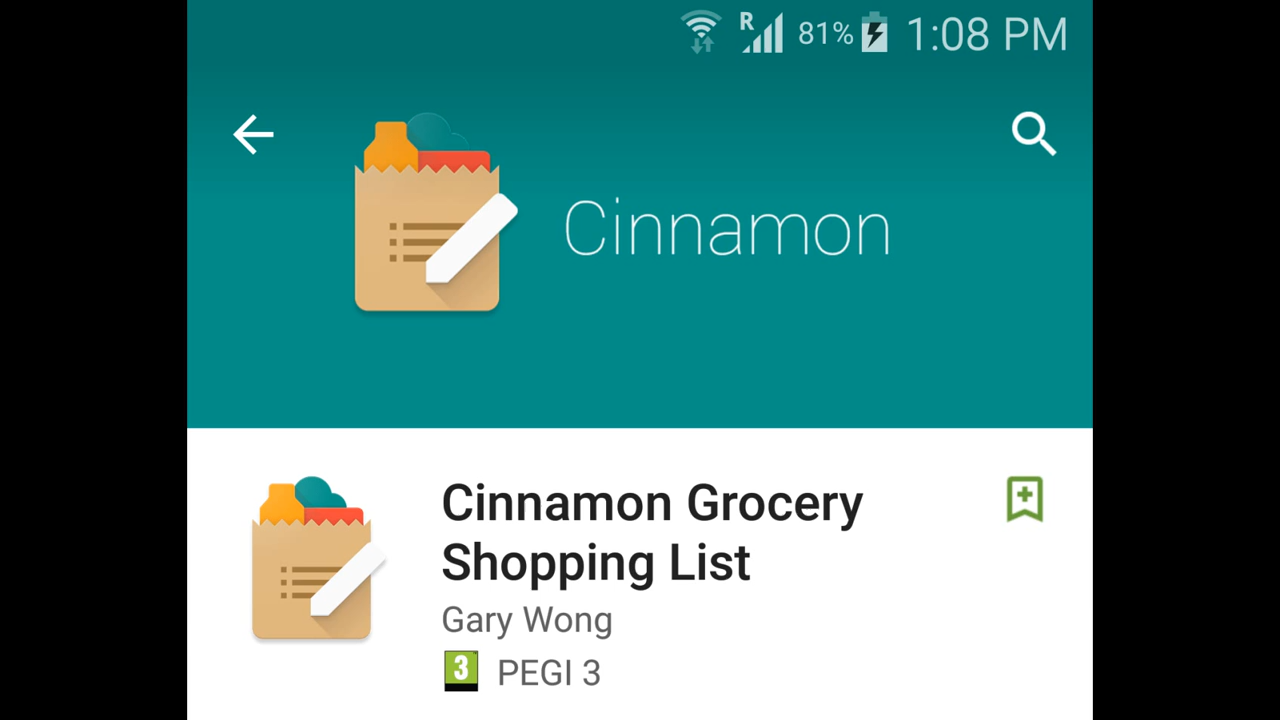 R 81% 1:08 PM
Cinnamon
Cinnamon Grocery
Shopping List
Gary Wong
3 PEGI 3